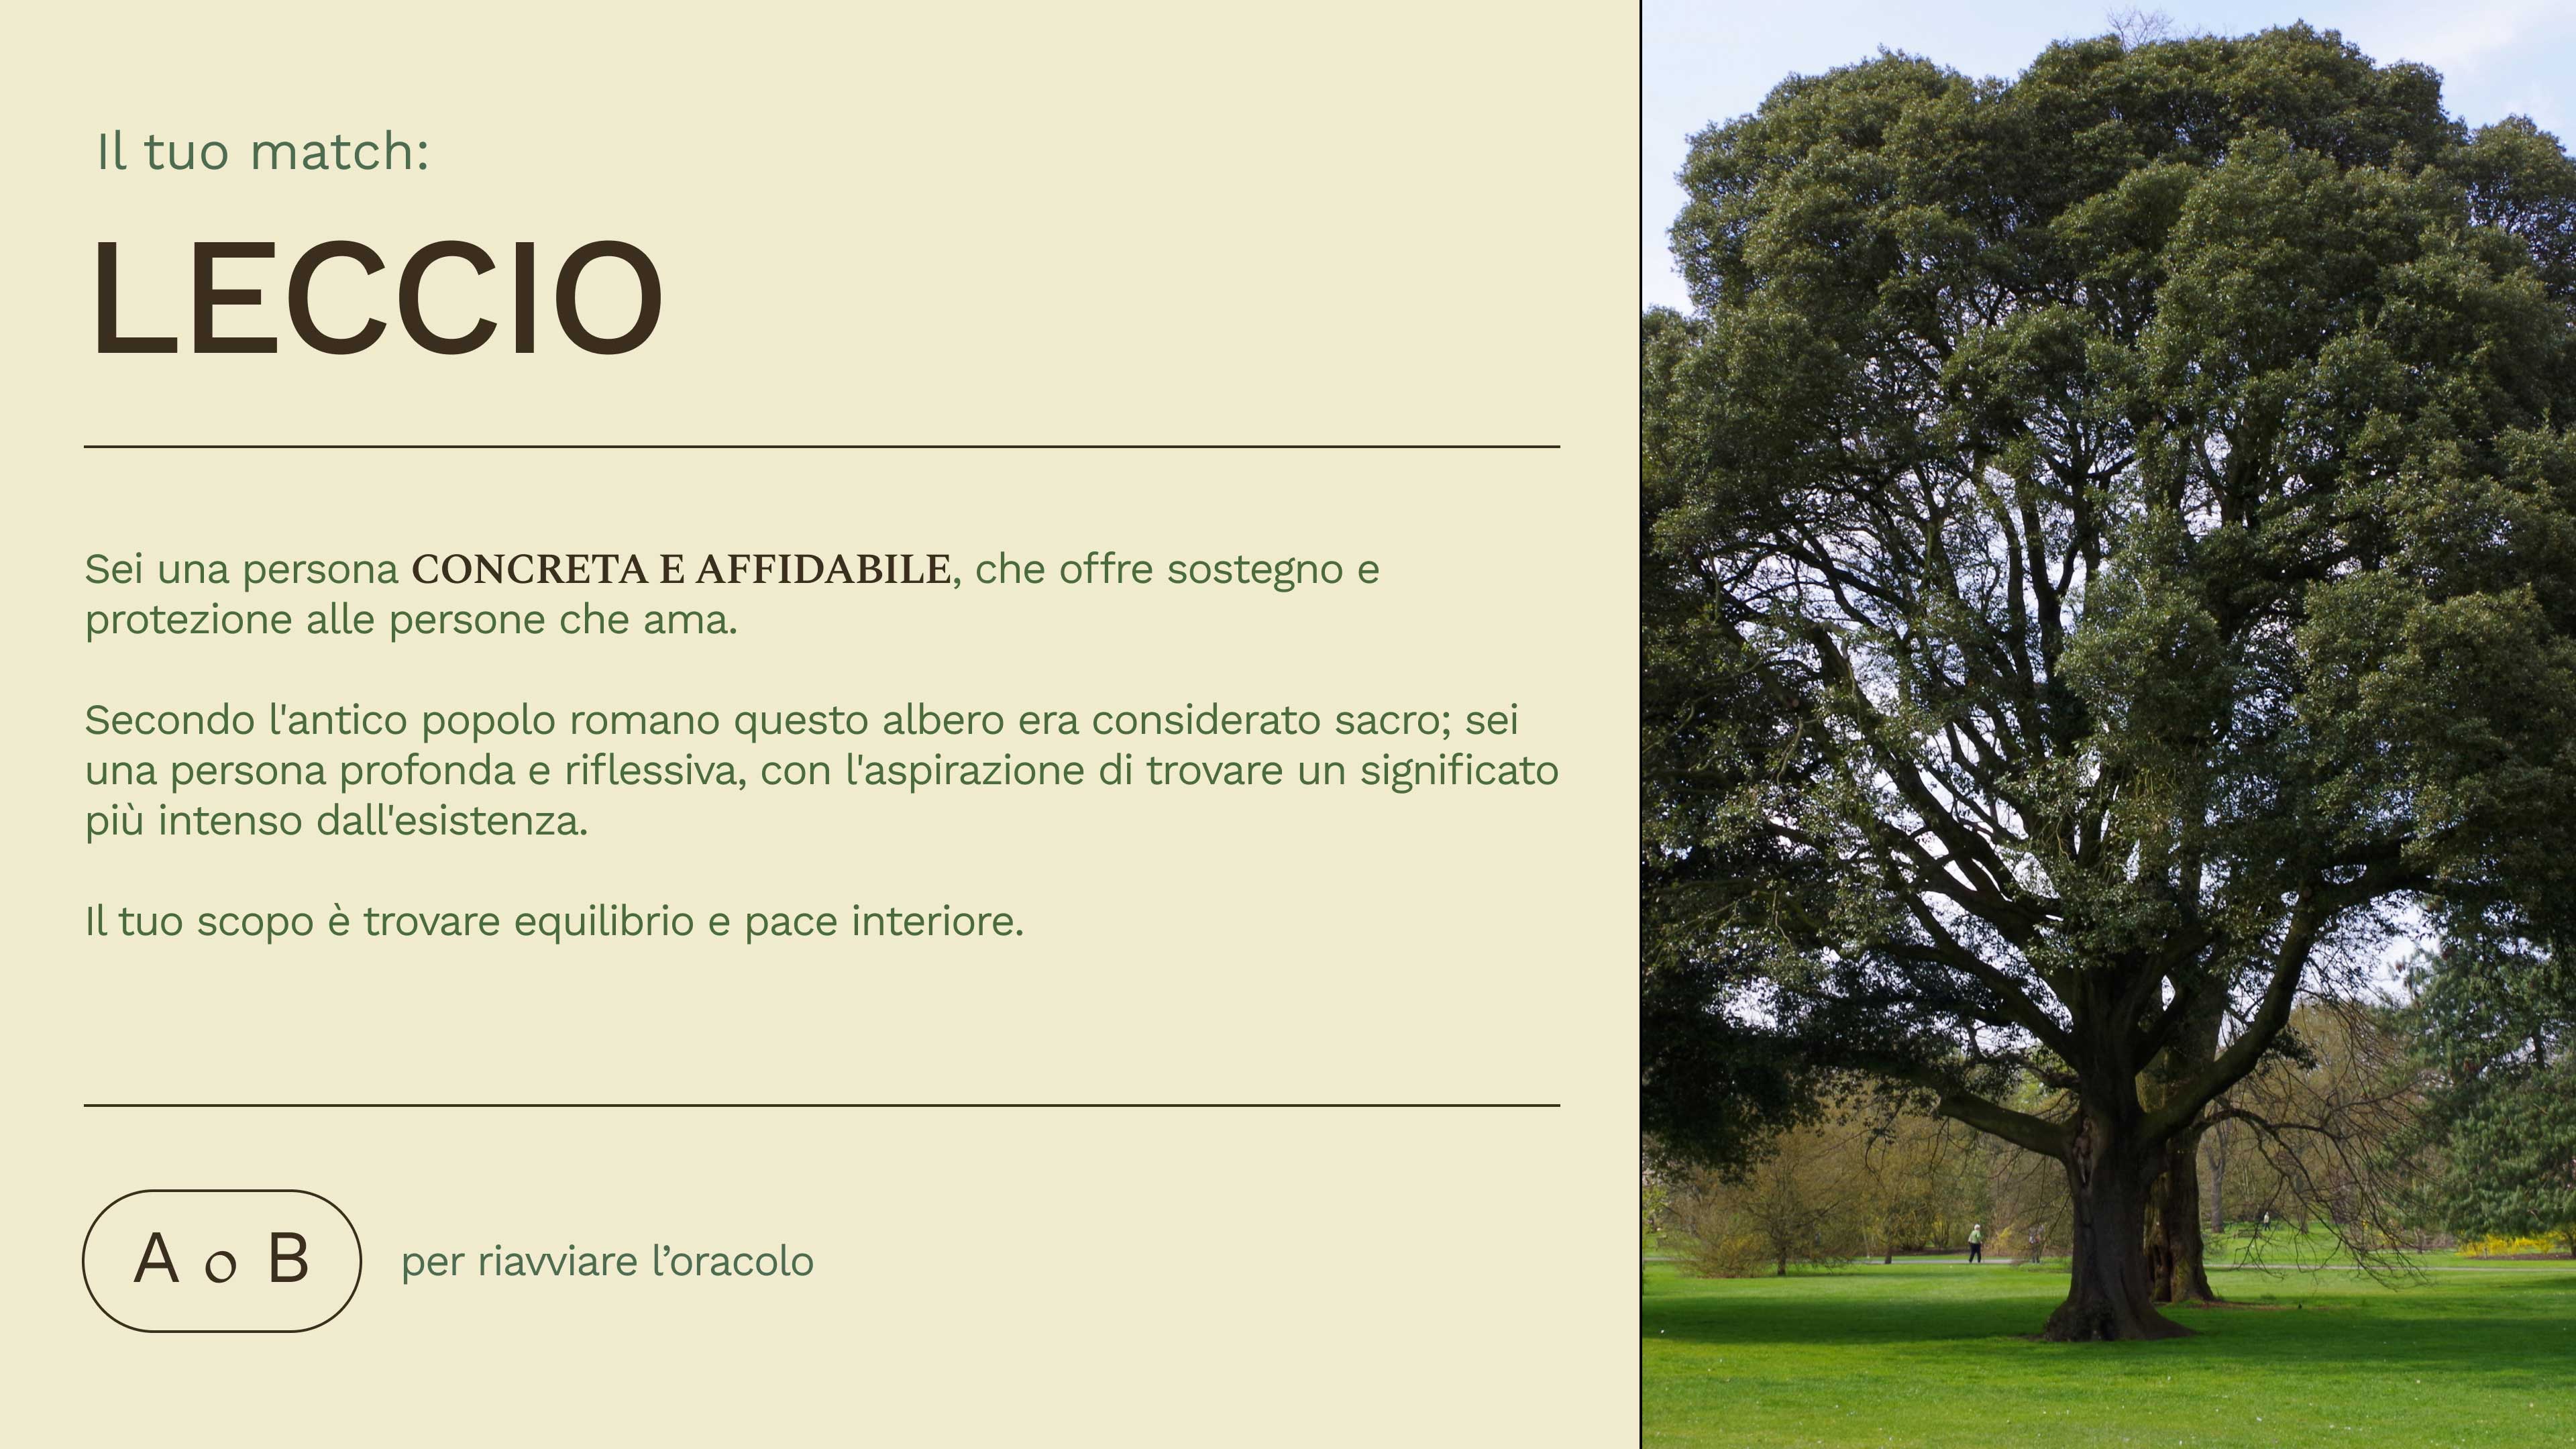 Il tuo match:
LECCIO
Sei una persona CONCRETA E AFFIDABILE, che offre sostegno e
protezione alle persone che ama.
Secondo l'antico popolo romano questo albero era considerato sacro; sei
una persona profonda e riflessiva, con l'aspirazione di trovare un significato
più intenso dall'esistenza.
Il tuo scopo è trovare equilibrio e pace interiore.
A o B per riavviare l’oracolo